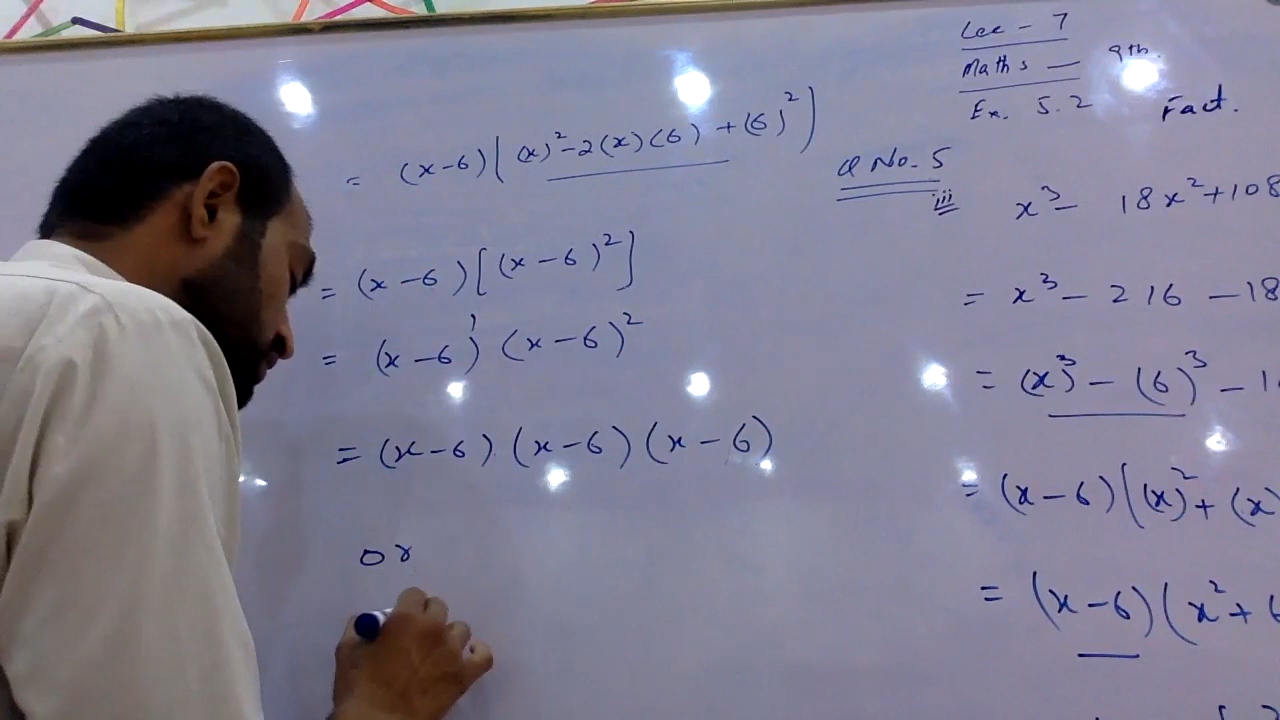 Lec - 7
Maths - 9th.
Ex. 5.2 Fact.
Q No. 5
iii x³ - 18x² + 108
= x³ - 216 - 18
= (x)³ - (6)³ - 1
= (x-6)((x)² + (x)
= (x-6)(x² + 6
= (x-6)((x)² - 2(x)(6) + (6)²)
= (x-6)[(x-6)²]
= (x-6)¹ (x-6)²
= (x-6) (x-6) (x-6)
or